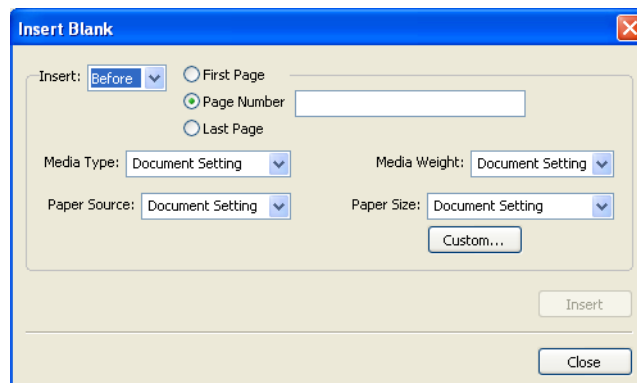 Insert Blank
Insert: Before
First Page
Page Number
Last Page
Media Type: Document Setting Media Weight: Document Setting
Paper Source: Document Setting Paper Size: Document Setting
Custom...
Insert
Close